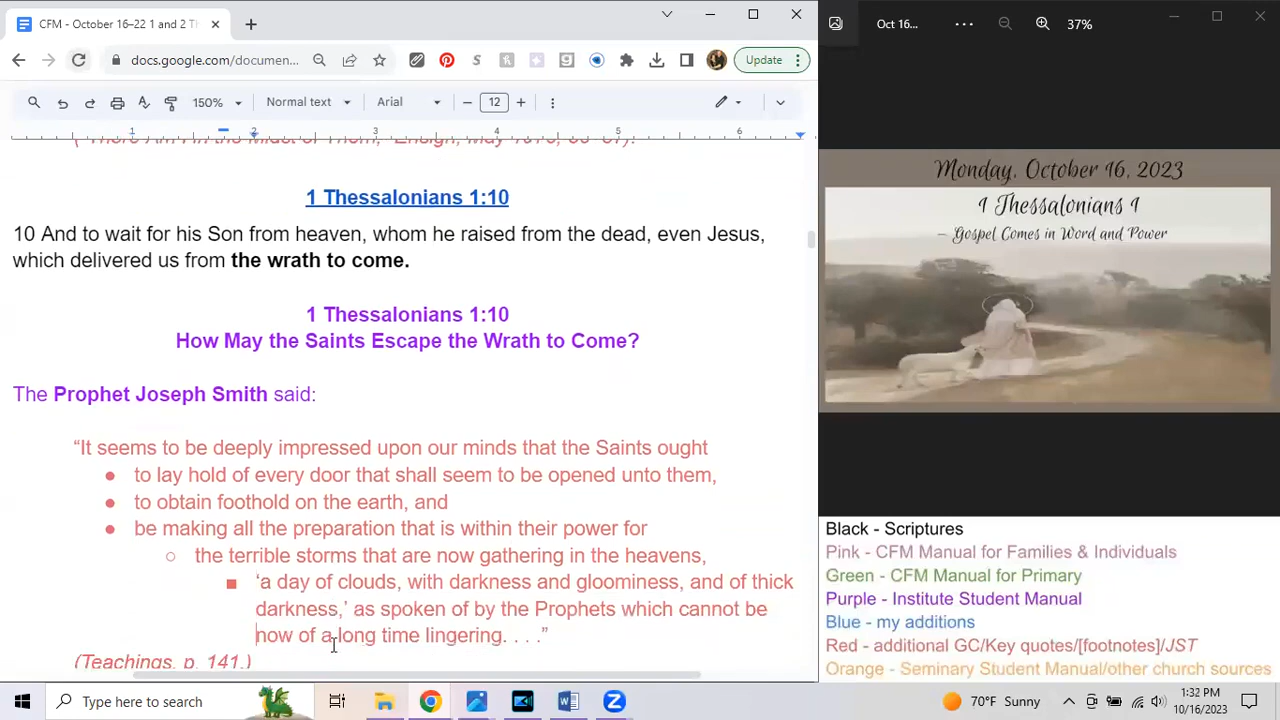 CFM - October 16–22 1 and 2 T
Oct 16...
37%
docs.google.com/documen...
Update
150%
Normal text
Arial
12
1
2
3
4
5
6
Monday, October 16, 2023
1 Thessalonians 1
– Gospel Comes in Word and Power
1 Thessalonians 1:10
10 And to wait for his Son from heaven, whom he raised from the dead, even Jesus,
which delivered us from the wrath to come.
1 Thessalonians 1:10
How May the Saints Escape the Wrath to Come?
The Prophet Joseph Smith said:
“It seems to be deeply impressed upon our minds that the Saints ought
● to lay hold of every door that shall seem to be opened unto them,
● to obtain foothold on the earth, and
● be making all the preparation that is within their power for
○ the terrible storms that are now gathering in the heavens,
■ ‘a day of clouds, with darkness and gloominess, and of thick
darkness,’ as spoken of by the Prophets which cannot be
now of a long time lingering. . . .”
(Teachings, p. 141.)
Black - Scriptures
Pink - CFM Manual for Families & Individuals
Green - CFM Manual for Primary
Purple - Institute Student Manual
Blue - my additions
Red - additional GC/Key quotes/[footnotes]/JST
Orange - Seminary Student Manual/other church sources
Type here to search
70°F Sunny
1:32 PM
10/16/2023